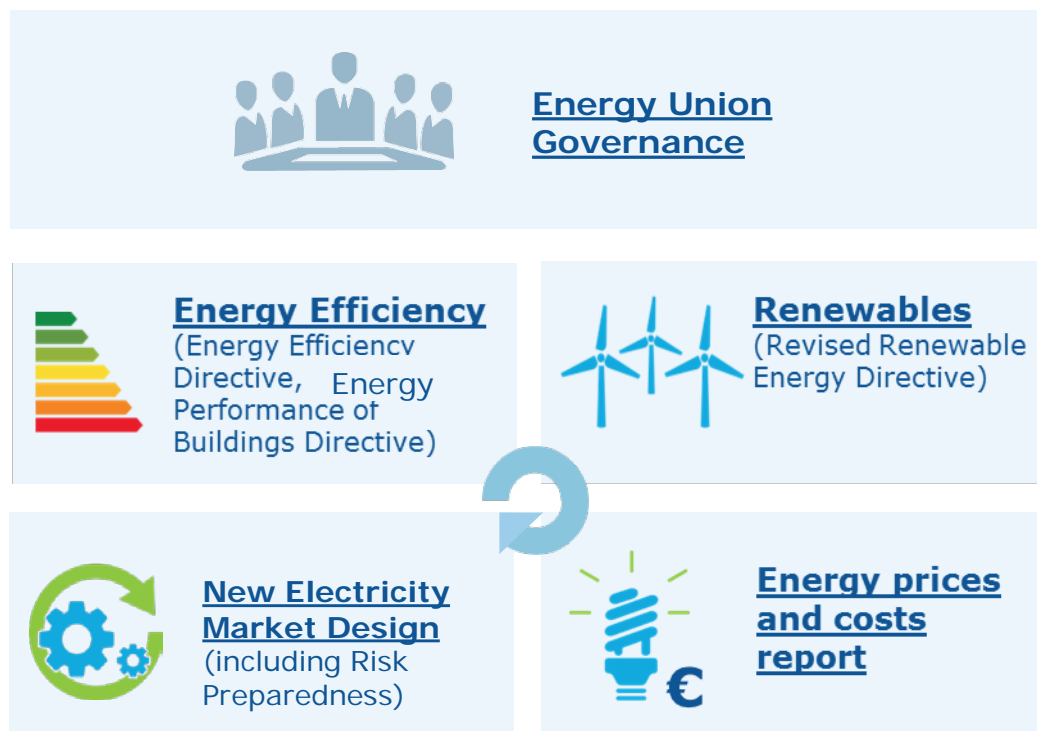 Energy Union
Governance
Energy Efficiency
(Energy Efficiency
Directive, Energy
Performance of
Buildings Directive)
Renewables
(Revised Renewable
Energy Directive)
New Electricity
Market Design
(including Risk
Preparedness)
Energy prices
and costs
report
€